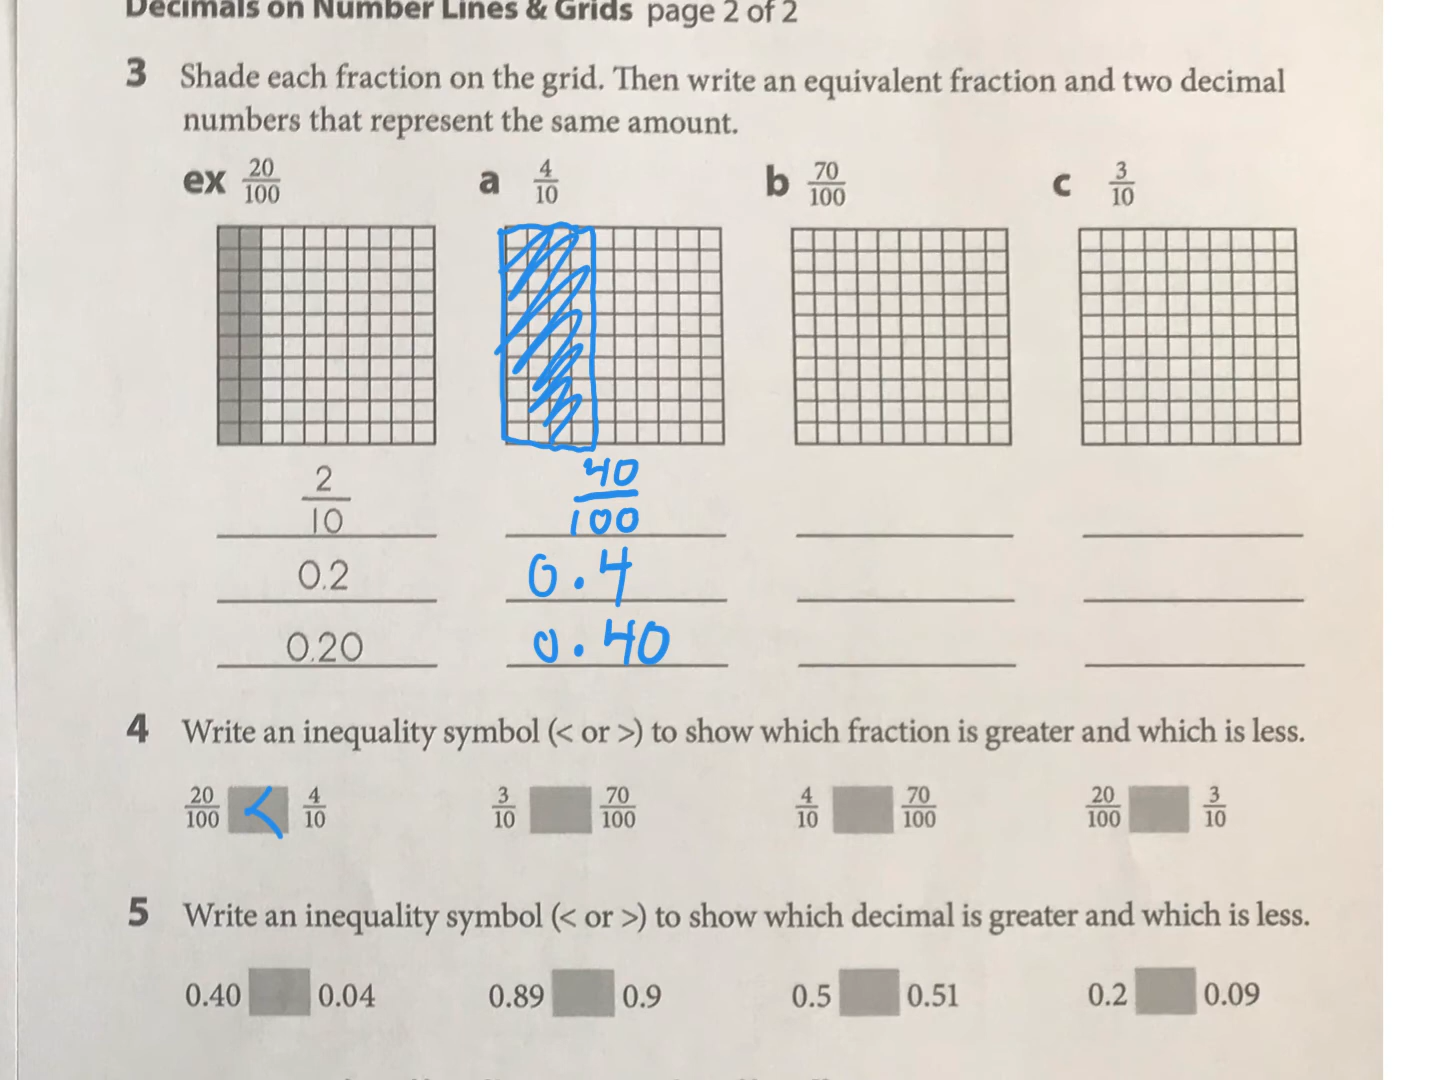 Decimals on Number Lines & Grids page 2 of 2
3 Shade each fraction on the grid. Then write an equivalent fraction and two decimal
numbers that represent the same amount.
ex 20/100 a 4/10 b 70/100 c 3/10
2/10 40/100
0.2 0.4
0.20 0.40
4 Write an inequality symbol (< or >) to show which fraction is greater and which is less.
20/100 < 4/10 3/10 70/100 4/10 70/100 20/100 3/10
5 Write an inequality symbol (< or >) to show which decimal is greater and which is less.
0.40 0.04 0.89 0.9 0.5 0.51 0.2 0.09